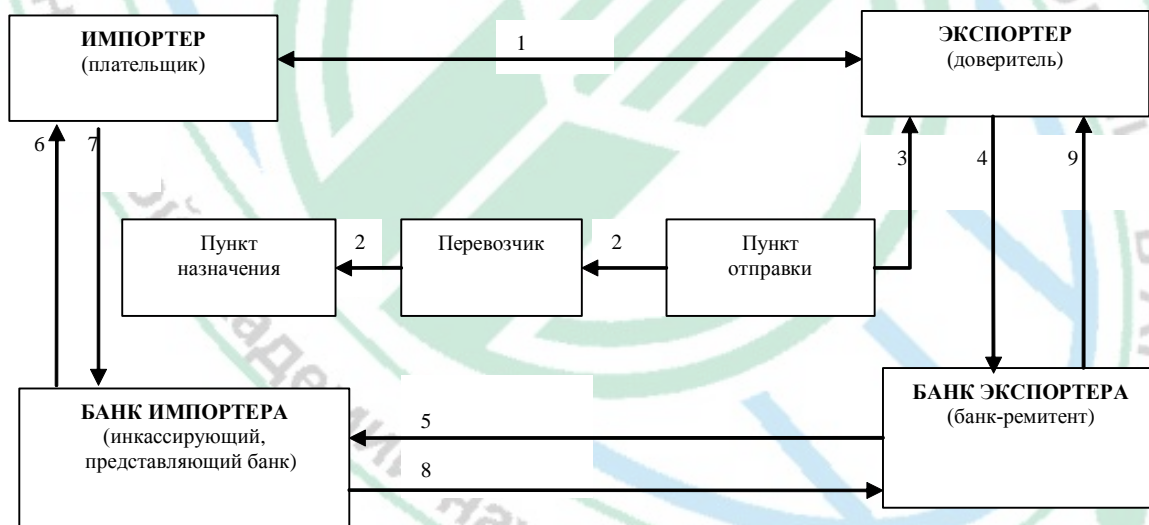 ИМПОРТЕР
(плательщик)
1
ЭКСПОРТЕР
(доверитель)
6
7
3
4
9
Пункт
назначения
2
Перевозчик
2
Пункт
отправки
БАНК ИМПОРТЕРА
(инкассирующий,
представляющий банк)
5
8
БАНК ЭКСПОРТЕРА
(банк-ремитент)